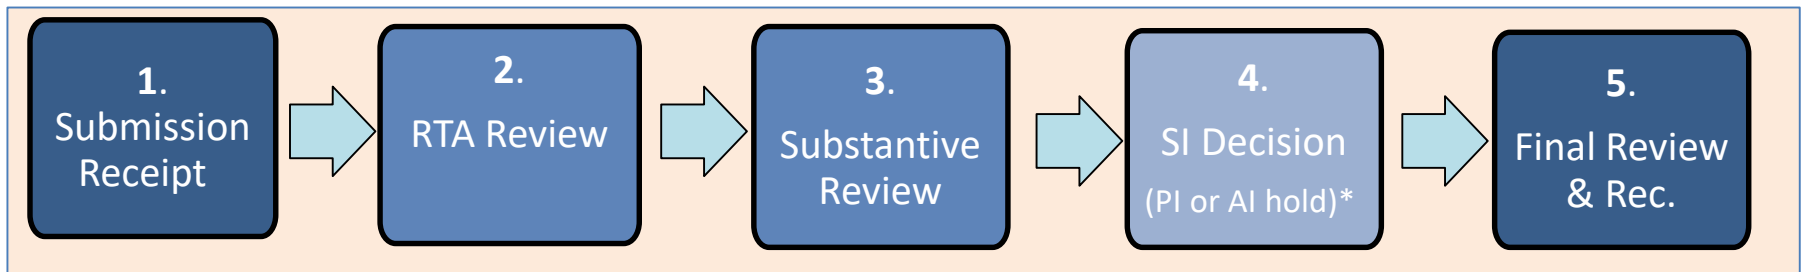 1.
Submission
Receipt
2.
RTA Review
3.
Substantive
Review
4.
SI Decision
(PI or AI hold)*
5.
Final Review
& Rec.